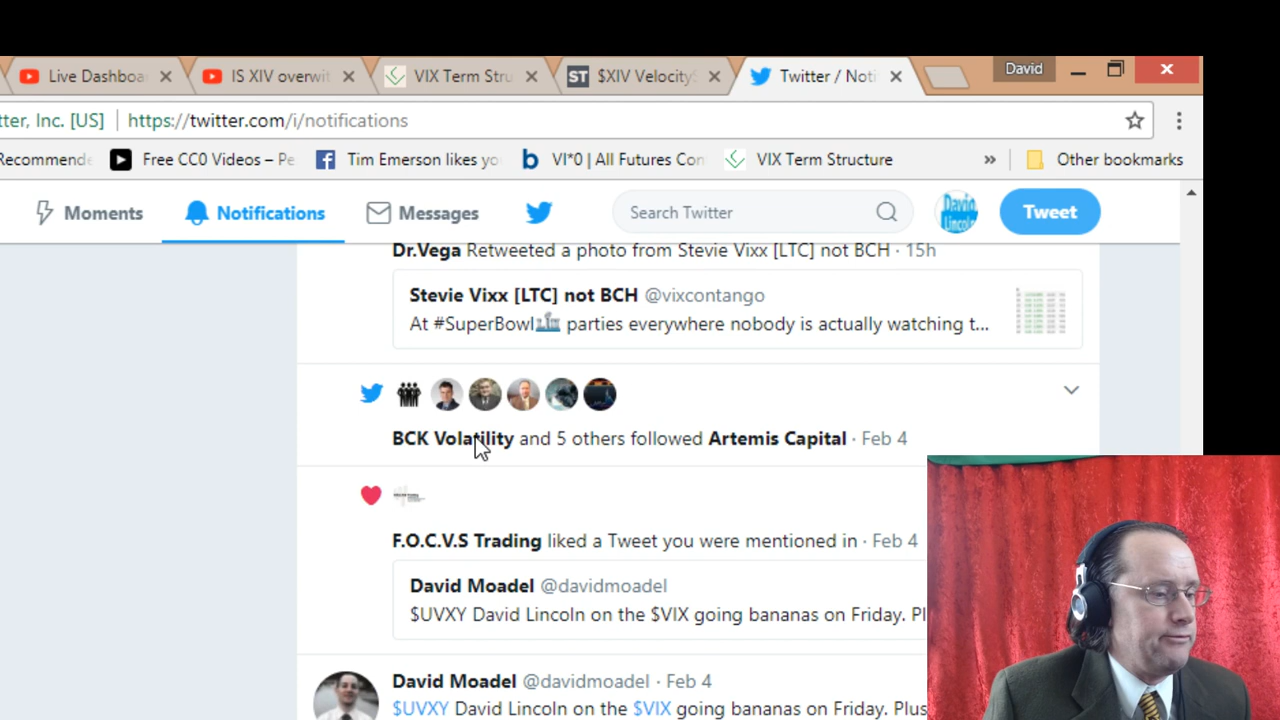 Live Dashboa
IS XIV overwit
VIX Term Stru
ST $XIV Velocity
Twitter / Noti
David
tter, Inc. [US] https://twitter.com/i/notifications
Recommend
Free CC0 Videos – Pe
Tim Emerson likes yo
b VI*0 | All Futures Con
VIX Term Structure
» Other bookmarks
Moments Notifications Messages Search Twitter Tweet
David
Lincoln
Dr.Vega Retweeted a photo from Stevie Vixx [LTC] not BCH · 15h
Stevie Vixx [LTC] not BCH @vixcontango
At #SuperBowl parties everywhere nobody is actually watching t...
BCK Volatility and 5 others followed Artemis Capital · Feb 4
F.O.C.V.S Trading liked a Tweet you were mentioned in · Feb 4
David Moadel @davidmoadel
$UVXY David Lincoln on the $VIX going bananas on Friday. Pl
David Moadel @davidmoadel · Feb 4
$UVXY David Lincoln on the $VIX going bananas on Friday. Plus